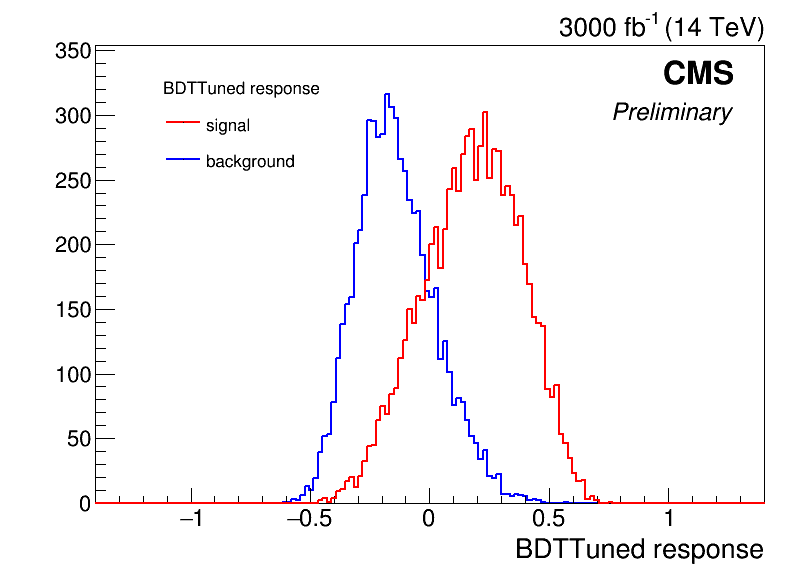 3000 fb⁻¹ (14 TeV)
350
300
250
200
150
100
50
0
CMS
Preliminary
BDTTuned response
signal
background
−1
−0.5
0
0.5
1
BDTTuned response